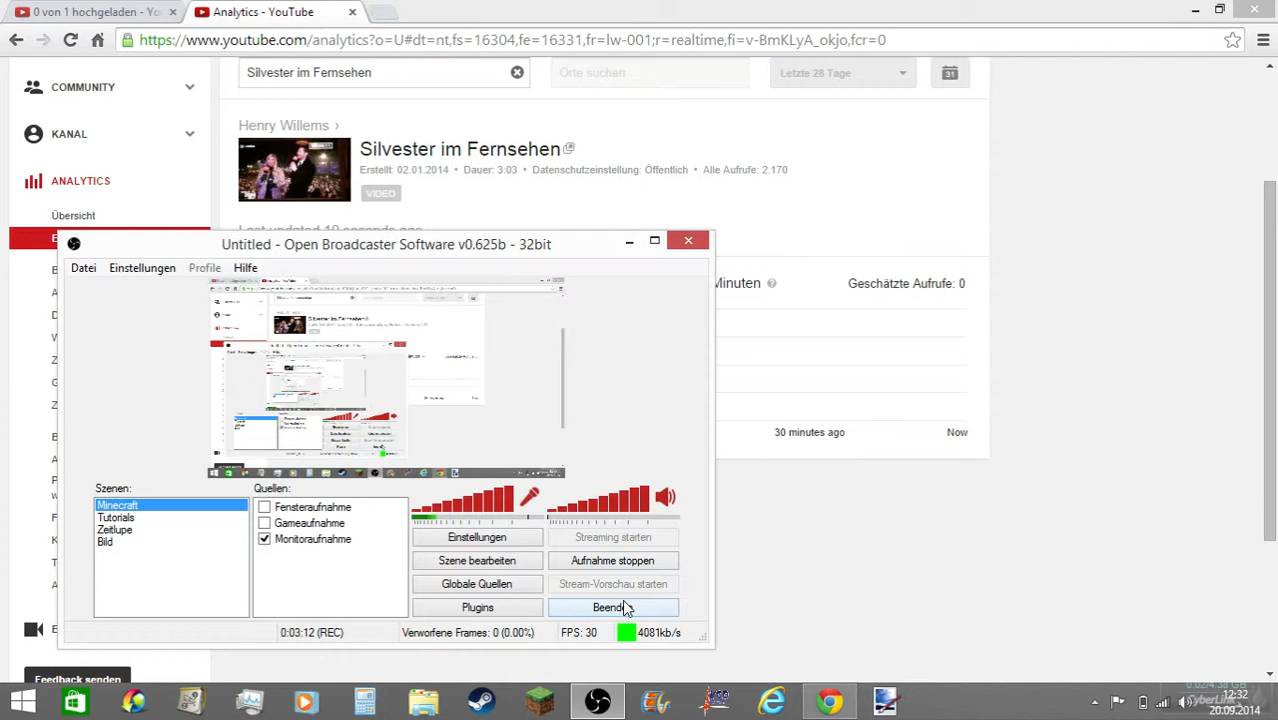 0 von 1 hochgeladen - Yo
Analytics - YouTube
https://www.youtube.com/analytics?o=U#dt=nt,fs=16304,fe=16331,fr=lw-001;r=realtime,fi=v-BmKLyA_okjo,fcr=0
COMMUNITY
KANAL
ANALYTICS
Übersicht
Silvester im Fernsehen
Orte suchen
Letzte 28 Tage
31
Henry Willems ›
Silvester im Fernsehen
Erstellt: 02.01.2014 • Dauer: 3:03 • Datenschutzeinstellung: Öffentlich • Alle Aufrufe: 2.170
VIDEO
Minuten
Geschätzte Aufrufe: 0
Now
Untitled - Open Broadcaster Software v0.625b - 32bit
Datei Einstellungen Profile Hilfe
Szenen:
Minecraft
Tutorials
Zeitlupe
Bild
Quellen:
Fensteraufnahme
Gameaufnahme
Monitoraufnahme
Einstellungen
Streaming starten
Szene bearbeiten
Aufnahme stoppen
Globale Quellen
Stream-Vorschau starten
Plugins
Beenden
0:03:12 (REC)
Verworfene Frames: 0 (0.00%)
FPS: 30
4081kb/s
Feedback senden
12:32
20.09.2014
CyberLink